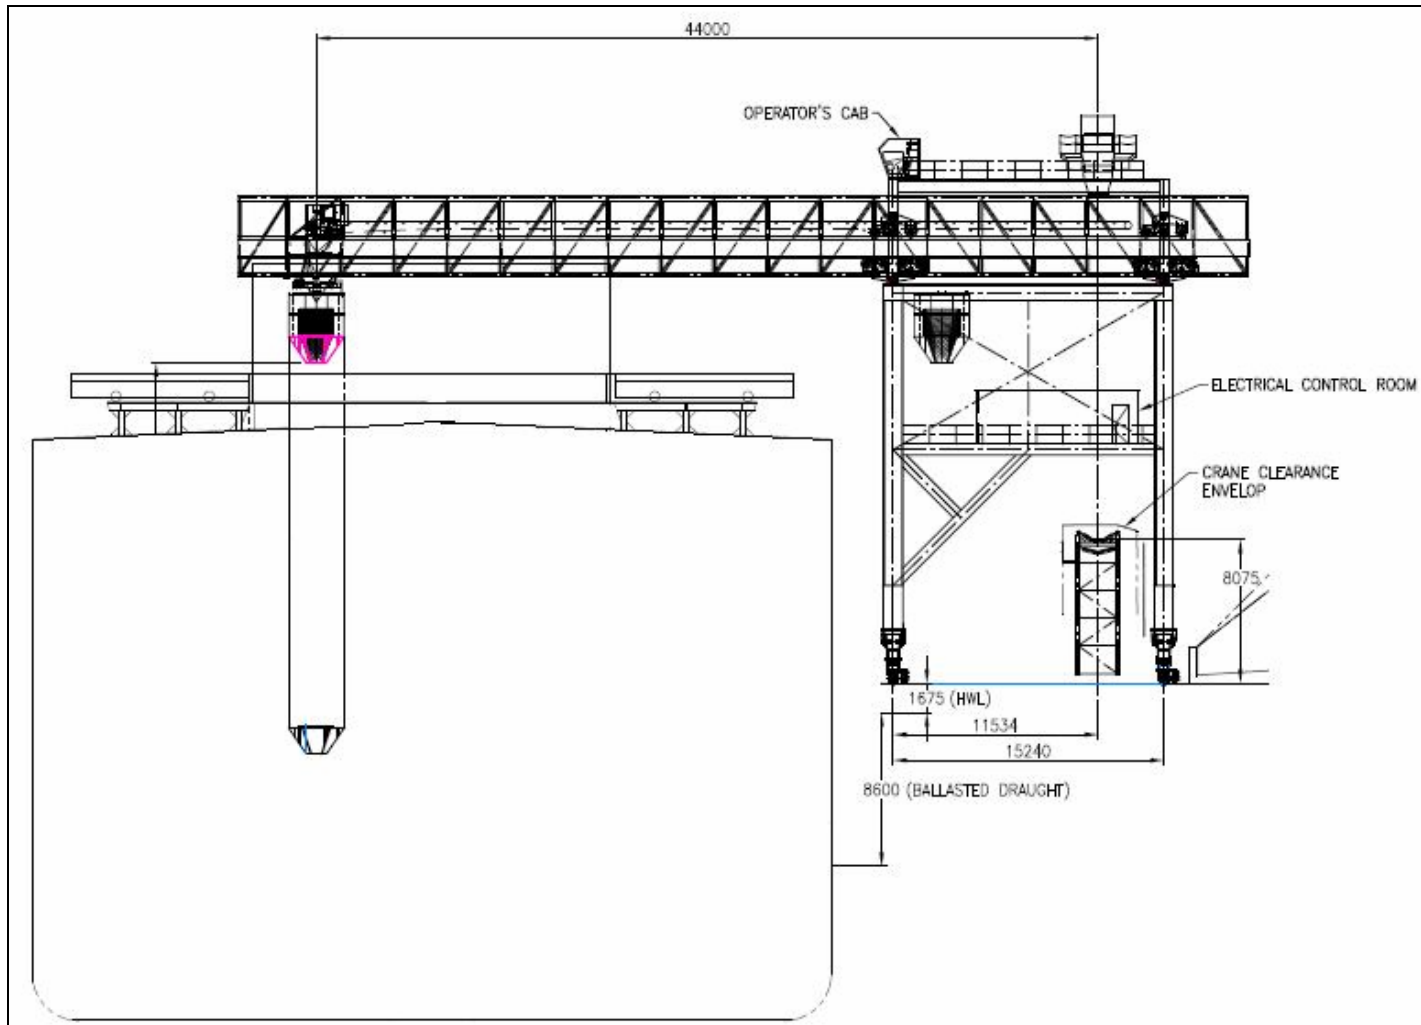 44000
OPERATOR'S CAB
ELECTRICAL CONTROL ROOM
CRANE CLEARANCE
ENVELOP
8075
1675 (HWL)
11534
15240
8600 (BALLASTED DRAUGHT)